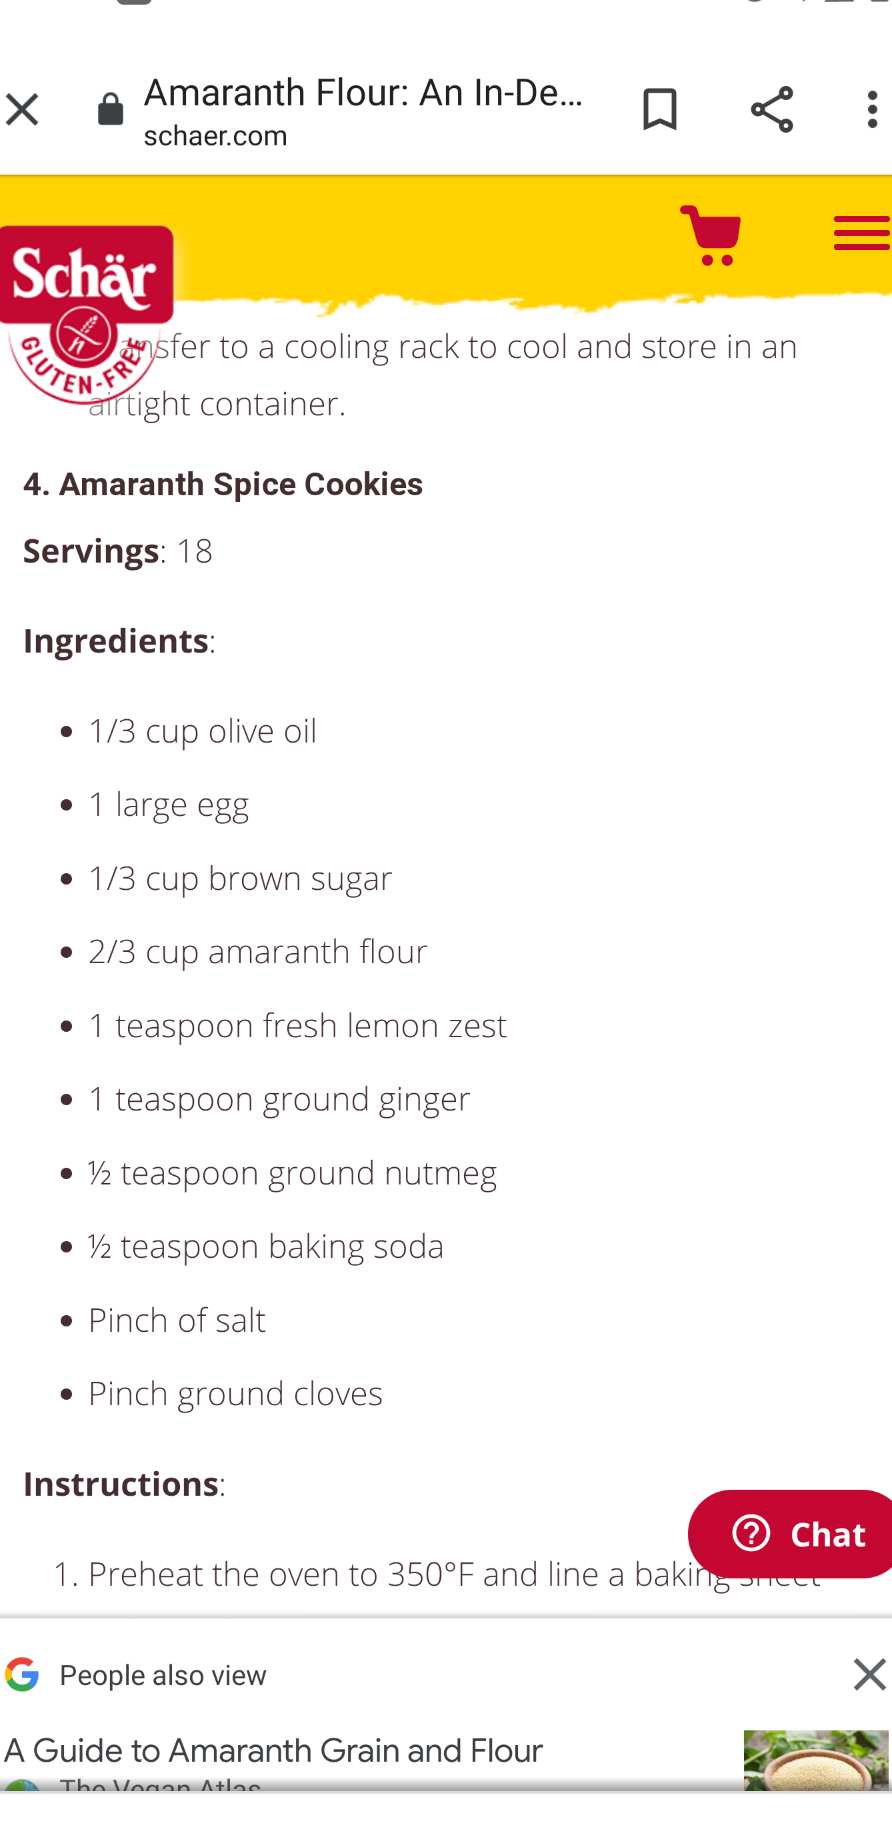 Amaranth Flour: An In-De...
schaer.com
Schär
GLUTEN-FREE
ansfer to a cooling rack to cool and store in an
airtight container.
4. Amaranth Spice Cookies
Servings: 18
Ingredients:
• 1/3 cup olive oil
• 1 large egg
• 1/3 cup brown sugar
• 2/3 cup amaranth flour
• 1 teaspoon fresh lemon zest
• 1 teaspoon ground ginger
• ½ teaspoon ground nutmeg
• ½ teaspoon baking soda
• Pinch of salt
• Pinch ground cloves
Instructions:
Chat
1. Preheat the oven to 350°F and line a baking sheet
People also view
A Guide to Amaranth Grain and Flour
The Vegan Atlas